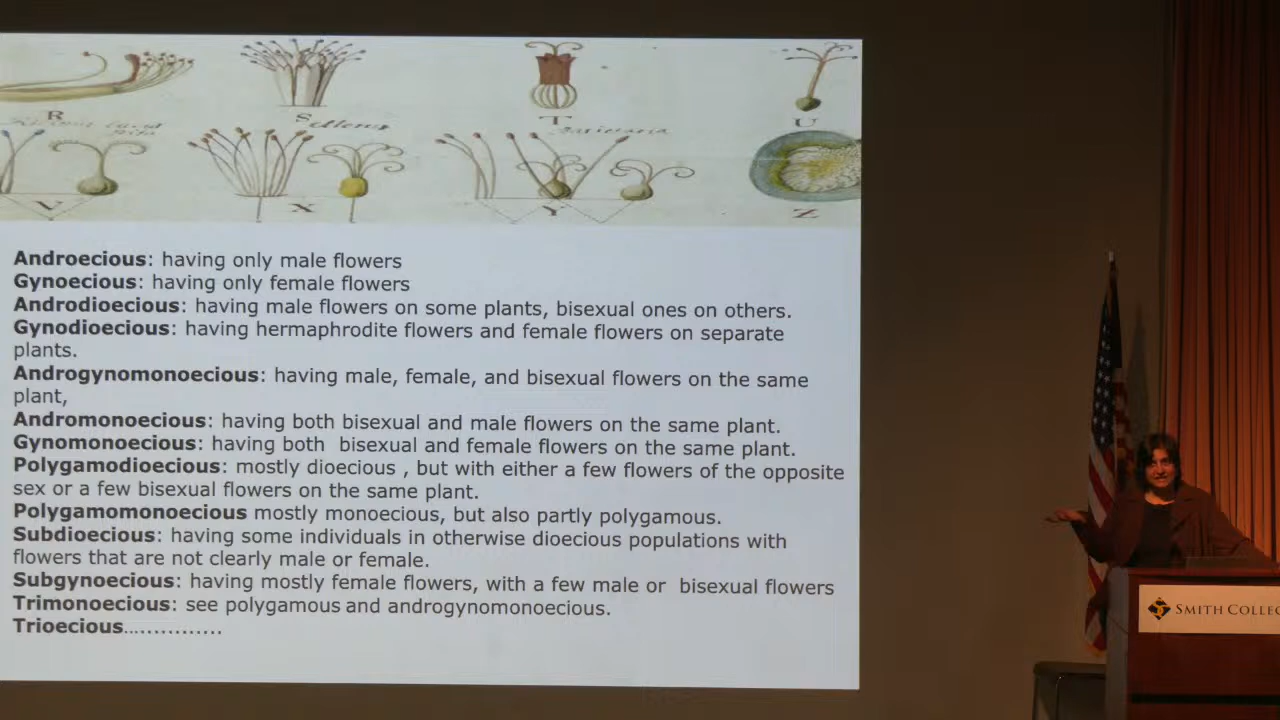 R
S
T
U
V
X
Y
Z
Androecious: having only male flowers
Gynoecious: having only female flowers
Androdioecious: having male flowers on some plants, bisexual ones on others.
Gynodioecious: having hermaphrodite flowers and female flowers on separate
plants.
Androgynomonoecious: having male, female, and bisexual flowers on the same
plant,
Andromonoecious: having both bisexual and male flowers on the same plant.
Gynomonoecious: having both bisexual and female flowers on the same plant.
Polygamodioecious: mostly dioecious , but with either a few flowers of the opposite
sex or a few bisexual flowers on the same plant.
Polygamomonoecious mostly monoecious, but also partly polygamous.
Subdioecious: having some individuals in otherwise dioecious populations with
flowers that are not clearly male or female.
Subgynoecious: having mostly female flowers, with a few male or bisexual flowers
Trimonoecious: see polygamous and androgynomonoecious.
Trioecious..............
SMITH COLLEG